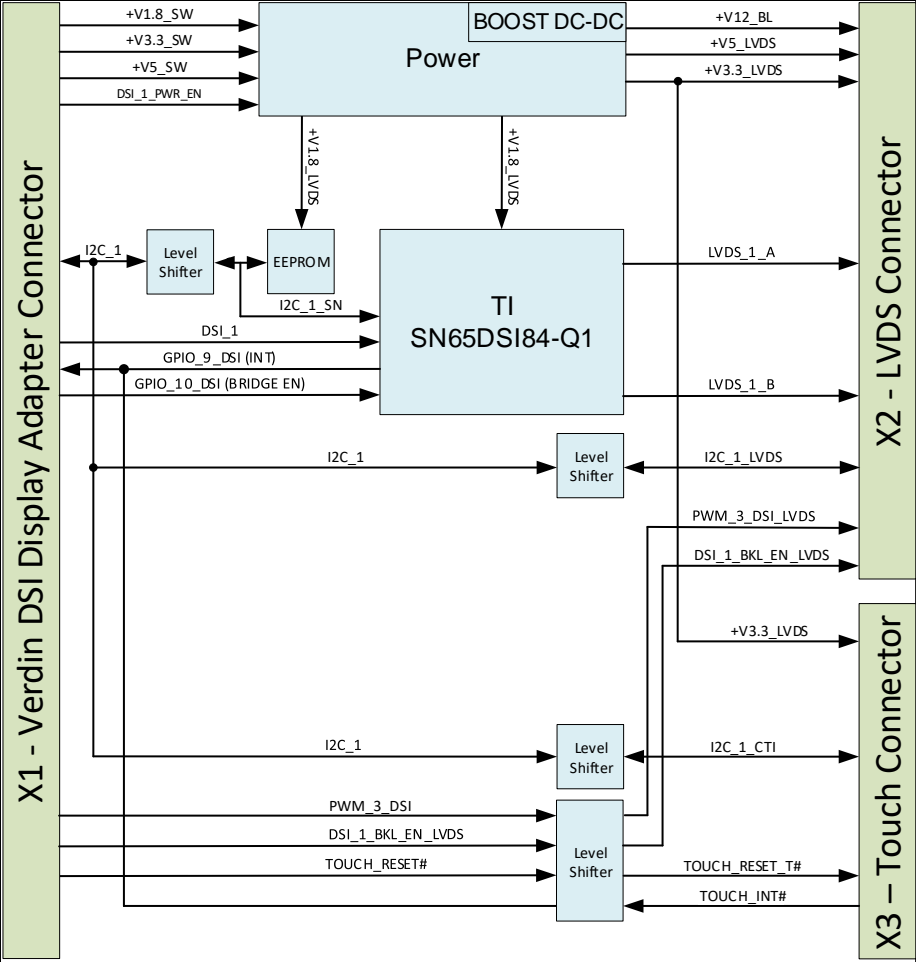 +V1.8_SW
BOOST DC-DC
+V12_BL
+V3.3_SW
+V5_LVDS
Power
+V5_SW
+V3.3_LVDS
DSI_1_PWR_EN
+V1.8_LVDS
+V1.8_LVDS
X1 - Verdin DSI Display Adapter Connector
X2 - LVDS Connector
I2C_1
Level
Shifter
EEPROM
LVDS_1_A
I2C_1_SN
TI
SN65DSI84-Q1
DSI_1
GPIO_9_DSI (INT)
GPIO_10_DSI (BRIDGE EN)
LVDS_1_B
I2C_1
Level
Shifter
I2C_1_LVDS
PWM_3_DSI_LVDS
DSI_1_BKL_EN_LVDS
+V3.3_LVDS
X3 – Touch Connector
I2C_1
Level
Shifter
I2C_1_CTI
PWM_3_DSI
DSI_1_BKL_EN_LVDS
TOUCH_RESET#
Level
Shifter
TOUCH_RESET_T#
TOUCH_INT#